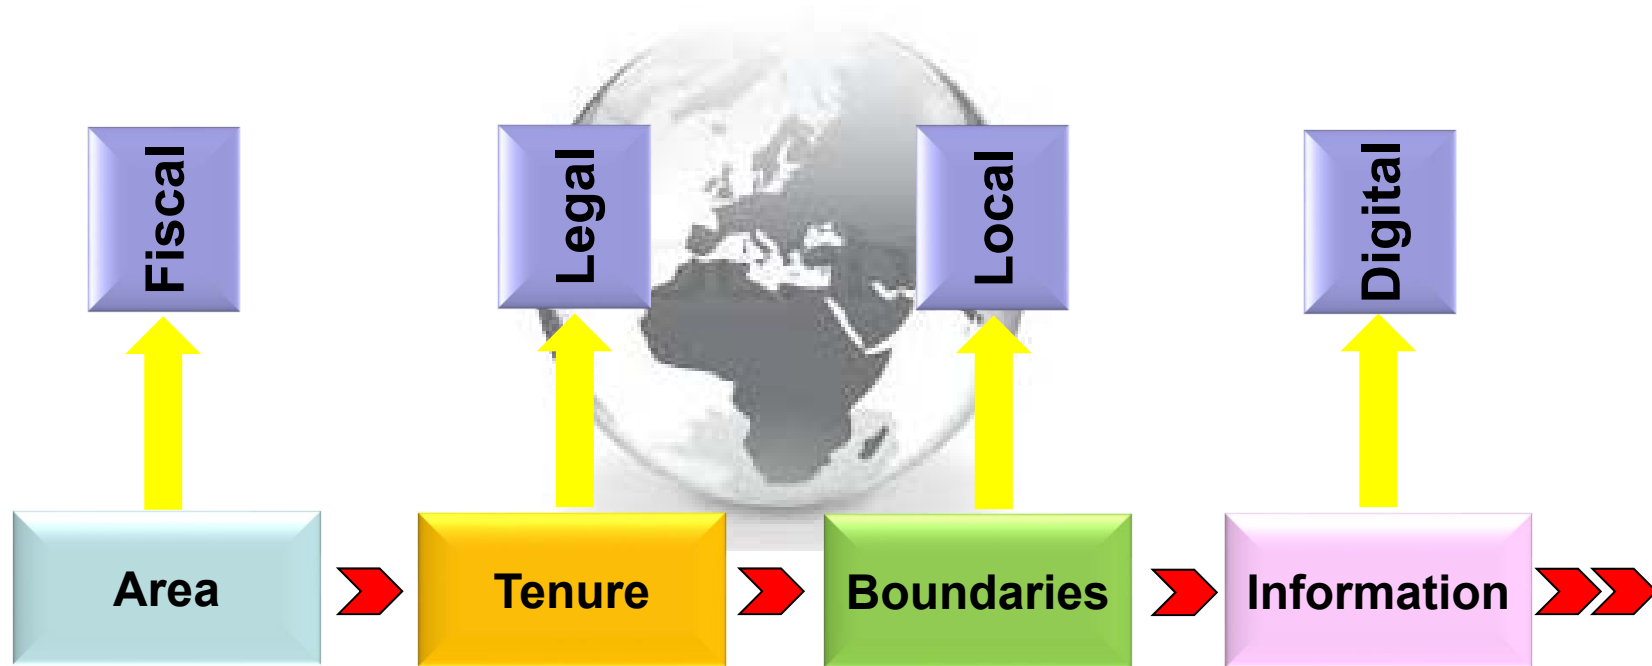 Fiscal
Legal
Local
Digital
Area
Tenure
Boundaries
Information